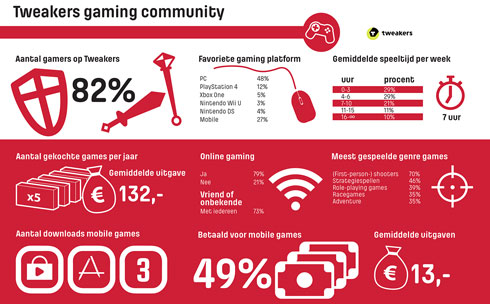 Tweakers gaming community
tweakers
Aantal gamers op Tweakers
82%
Favoriete gaming platform
PC 48%
PlayStation 4 12%
Xbox One 5%
Nintendo Wii U 3%
Nintendo DS 4%
Mobile 27%
Gemiddelde speeltijd per week
uur procent
0-3 29%
4-6 29%
7-10 21%
11-15 11%
16-∞ 10%
7 uur
Aantal gekochte games per jaar
x5
Gemiddelde uitgave
€ 132,-
Online gaming
Ja 79%
Nee 21%
Vriend of
onbekende
Met iedereen 73%
Meest gespeelde genre games
(First-person-) shooters 70%
Strategiespellen 46%
Role-playing games 39%
Racegames 35%
Adventure 35%
Aantal downloads mobile games
3
Betaald voor mobile games
49%
Gemiddelde uitgaven
€ 13,-